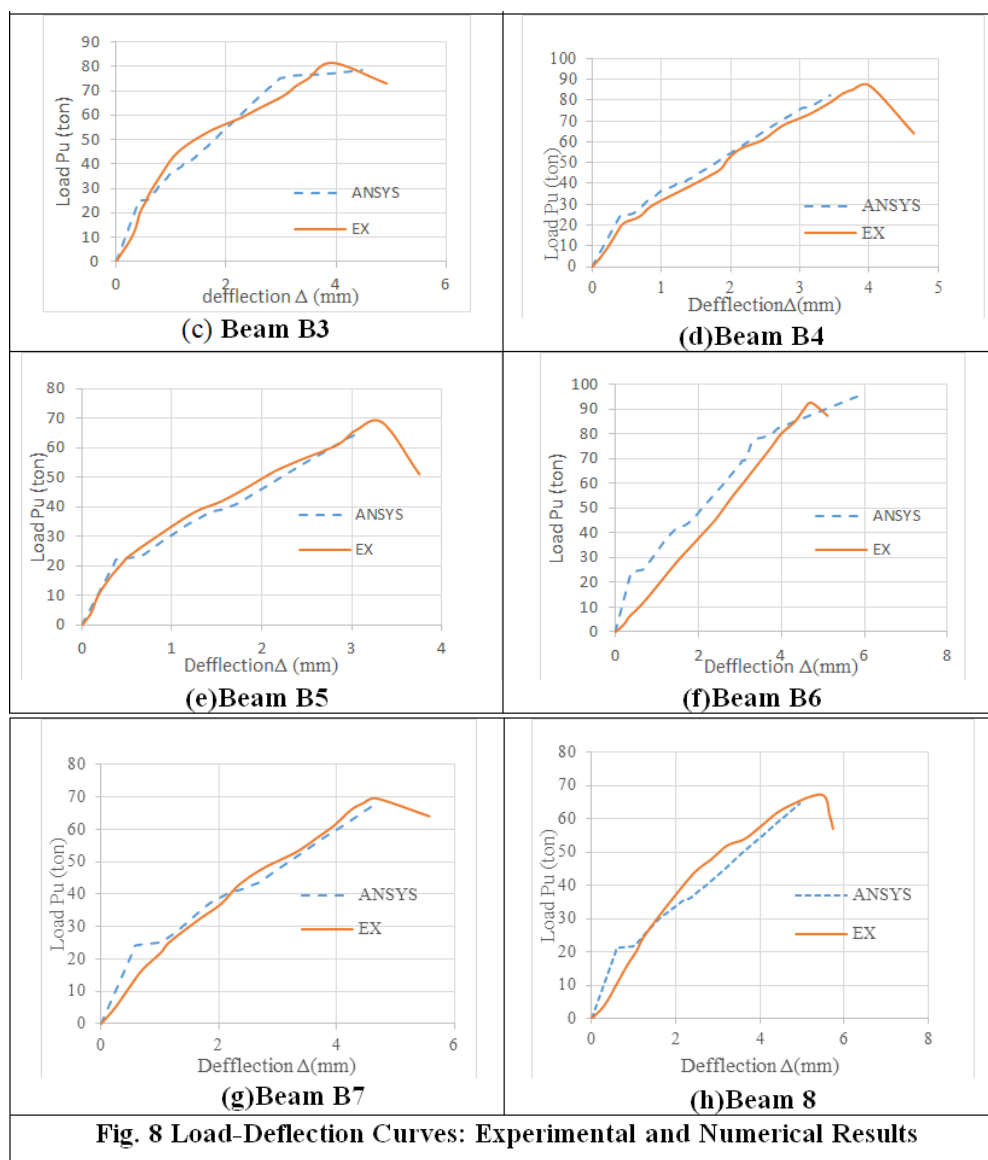 90
80
70
60
50
40
30
20
10
0
Load Pu (ton)
ANSYS
EX
0 2 4 6
defflection Δ (mm)
(c) Beam B3
100
90
80
70
60
50
40
30
20
10
0
Load Pu (ton)
ANSYS
EX
0 1 2 3 4 5
DefflectionΔ(mm)
(d)Beam B4
80
70
60
50
40
30
20
10
0
Load Pu (ton)
ANSYS
EX
0 1 2 3 4
DefflectionΔ (mm)
(e)Beam B5
100
90
80
70
60
50
40
30
20
10
0
Load Pu (ton)
ANSYS
EX
0 2 4 6 8
Defflection Δ(mm)
(f)Beam B6
80
70
60
50
40
30
20
10
0
Load Pu (ton)
ANSYS
EX
0 2 4 6
Defflection Δ(mm)
(g)Beam B7
80
70
60
50
40
30
20
10
0
Load Pu (ton)
ANSYS
EX
0 2 4 6 8
Defflection Δ(mm)
(h)Beam 8
Fig. 8 Load-Deflection Curves: Experimental and Numerical Results